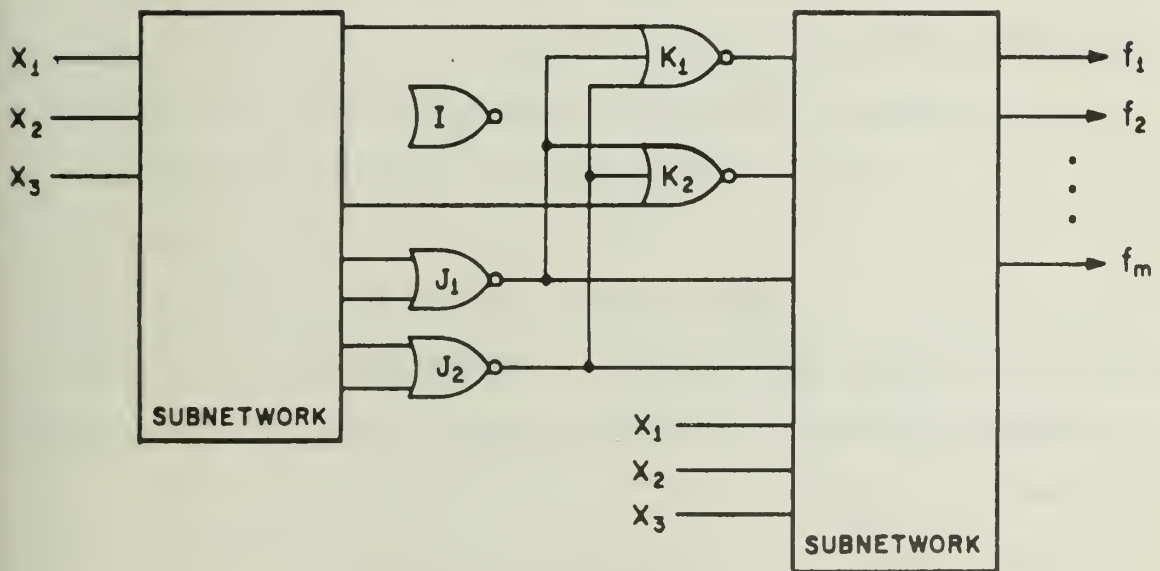 X1
X2
X3
SUBNETWORK
I
J1
J2
K1
K2
X1
X2
X3
SUBNETWORK
f1
f2
fm